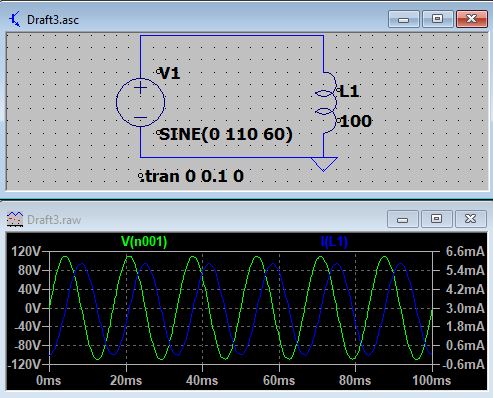 Draft3.asc
V1
L1
100
SINE(0 110 60)
.tran 0 0.1 0
Draft3.raw
V(n001) I(L1)
120V 6.6mA
80V 5.4mA
40V 4.2mA
0V 3.0mA
-40V 1.8mA
-80V 0.6mA
-120V -0.6mA
0ms 20ms 40ms 60ms 80ms 100ms